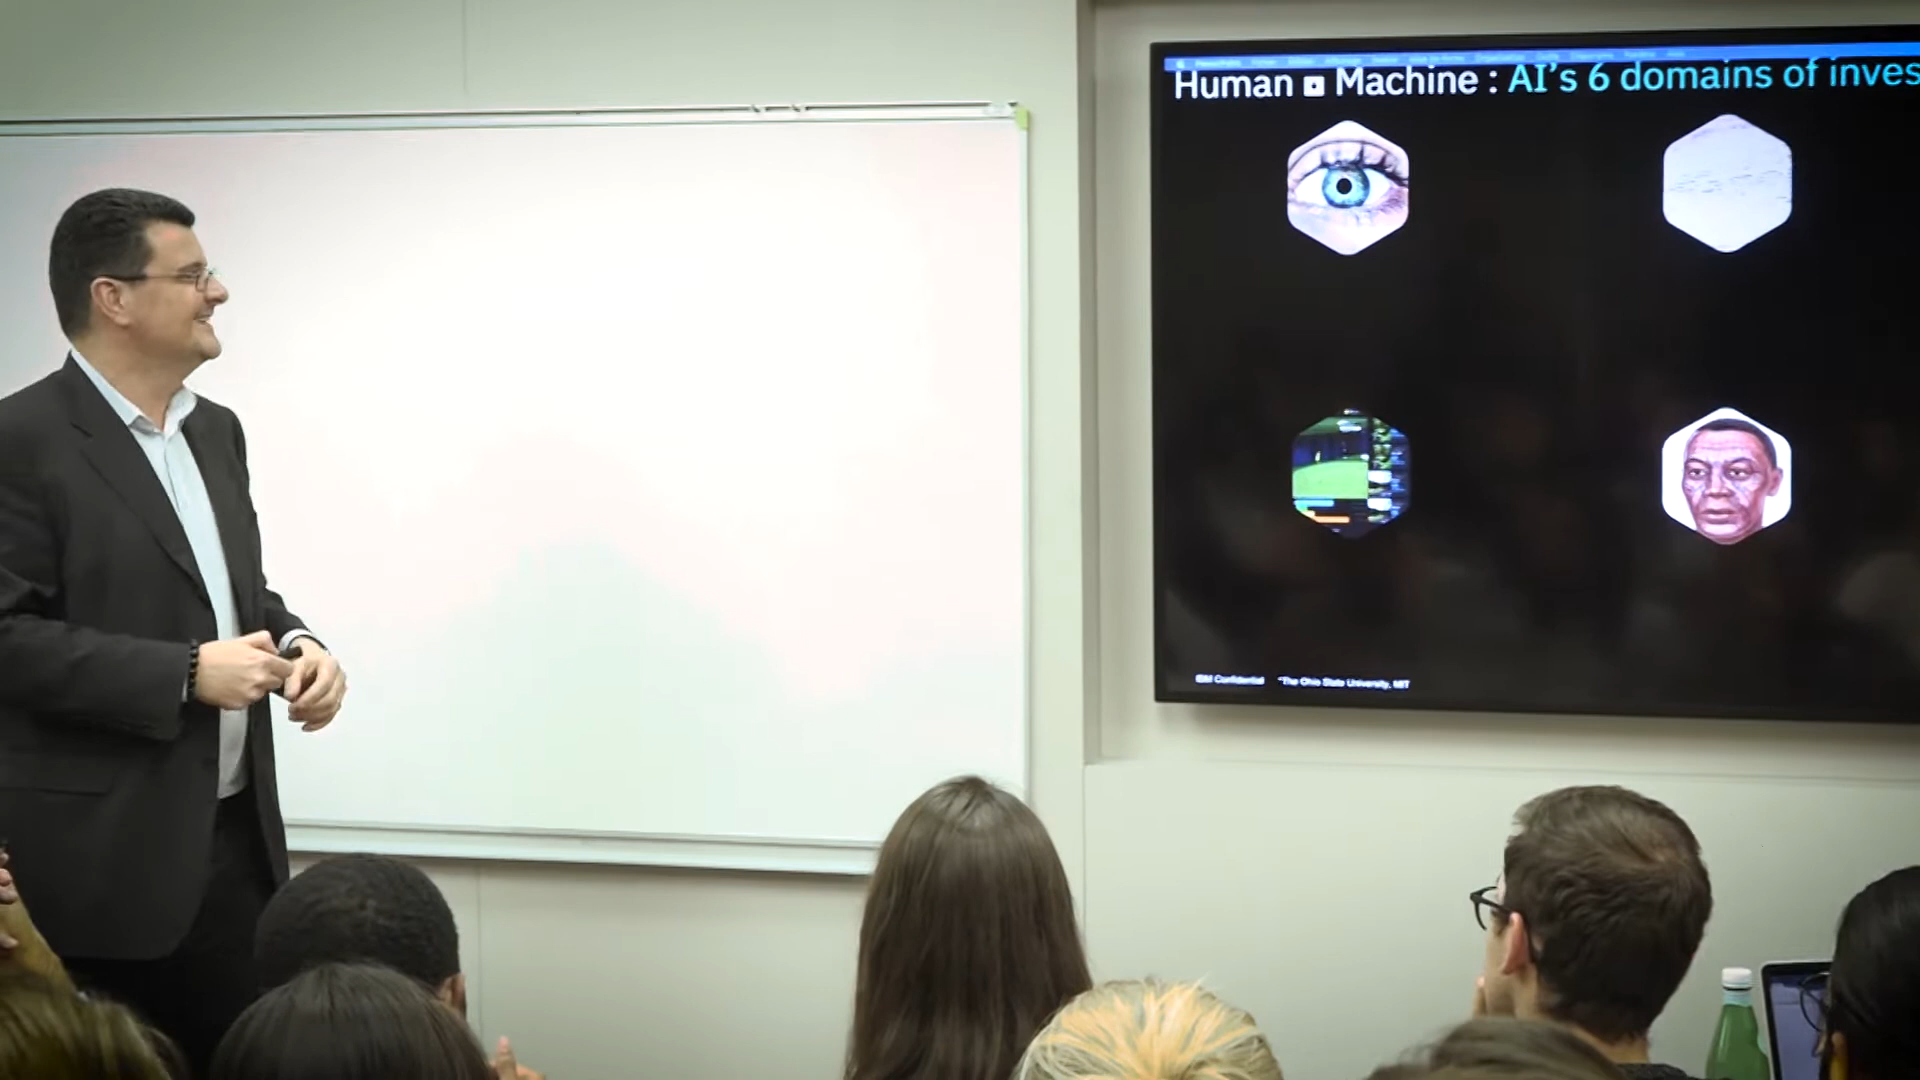 Human ▪ Machine : AI's 6 domains of inves
IBM Confidential *The Ohio State University, MIT